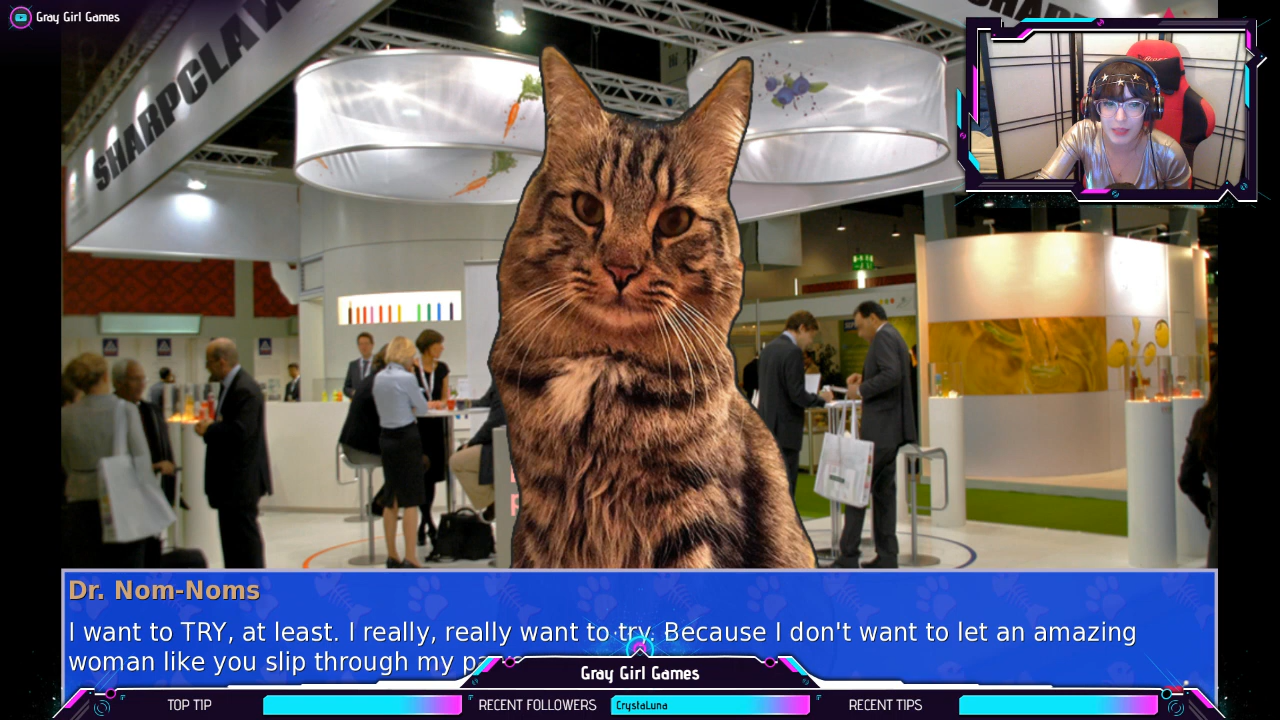 Gray Girl Games
SHARPCLAW
Dr. Nom-Noms
I want to TRY, at least. I really, really want to try. Because I don't want to let an amazing
woman like you slip through my
Gray Girl Games
TOP TIP
RECENT FOLLOWERS
CrystaLuna
RECENT TIPS